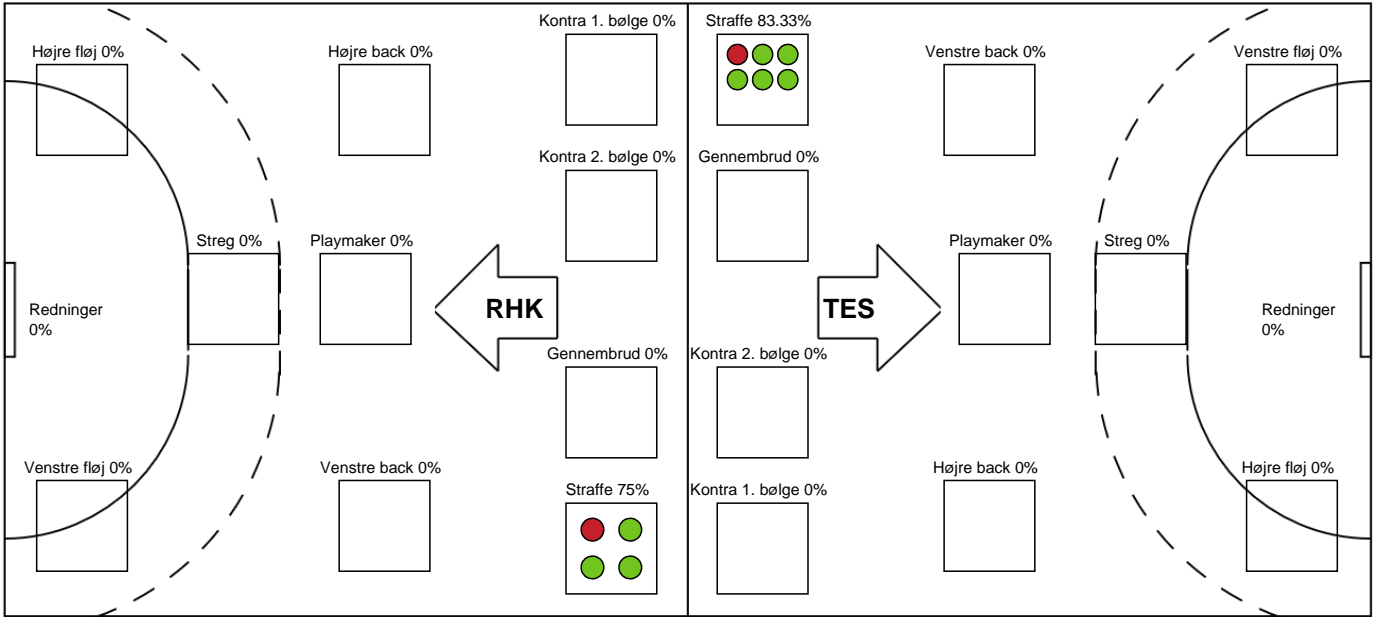 Kontra 1. bølge 0%
Straffe 83.33%
Højre fløj 0%
Højre back 0%
Venstre back 0%
Venstre fløj 0%
Kontra 2. bølge 0%
Gennembrud 0%
Streg 0%
Playmaker 0%
Playmaker 0%
Streg 0%
Redninger
0%
RHK
TES
Redninger
0%
Gennembrud 0%
Kontra 2. bølge 0%
Venstre fløj 0%
Venstre back 0%
Højre back 0%
Højre fløj 0%
Straffe 75%
Kontra 1. bølge 0%